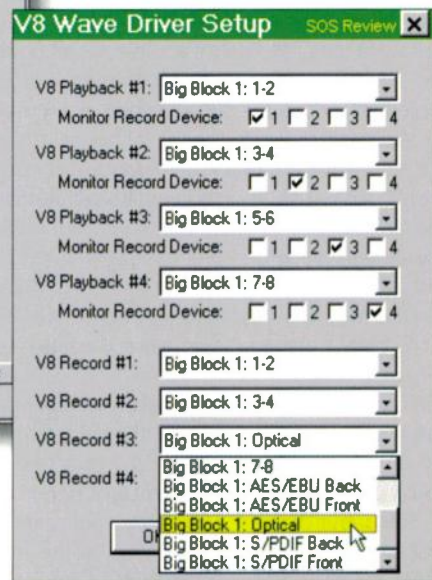 V8 Wave Driver Setup SOS Review
V8 Playback #1: Big Block 1: 1-2
Monitor Record Device: 1 2 3 4
V8 Playback #2: Big Block 1: 3-4
Monitor Record Device: 1 2 3 4
V8 Playback #3: Big Block 1: 5-6
Monitor Record Device: 1 2 3 4
V8 Playback #4: Big Block 1: 7-8
Monitor Record Device: 1 2 3 4
V8 Record #1: Big Block 1: 1-2
V8 Record #2: Big Block 1: 3-4
V8 Record #3: Big Block 1: Optical
V8 Record #4:
Big Block 1: 7-8
Big Block 1: AES/EBU Back
Big Block 1: AES/EBU Front
Big Block 1: Optical
Big Block 1: S/PDIF Back
Big Block 1: S/PDIF Front